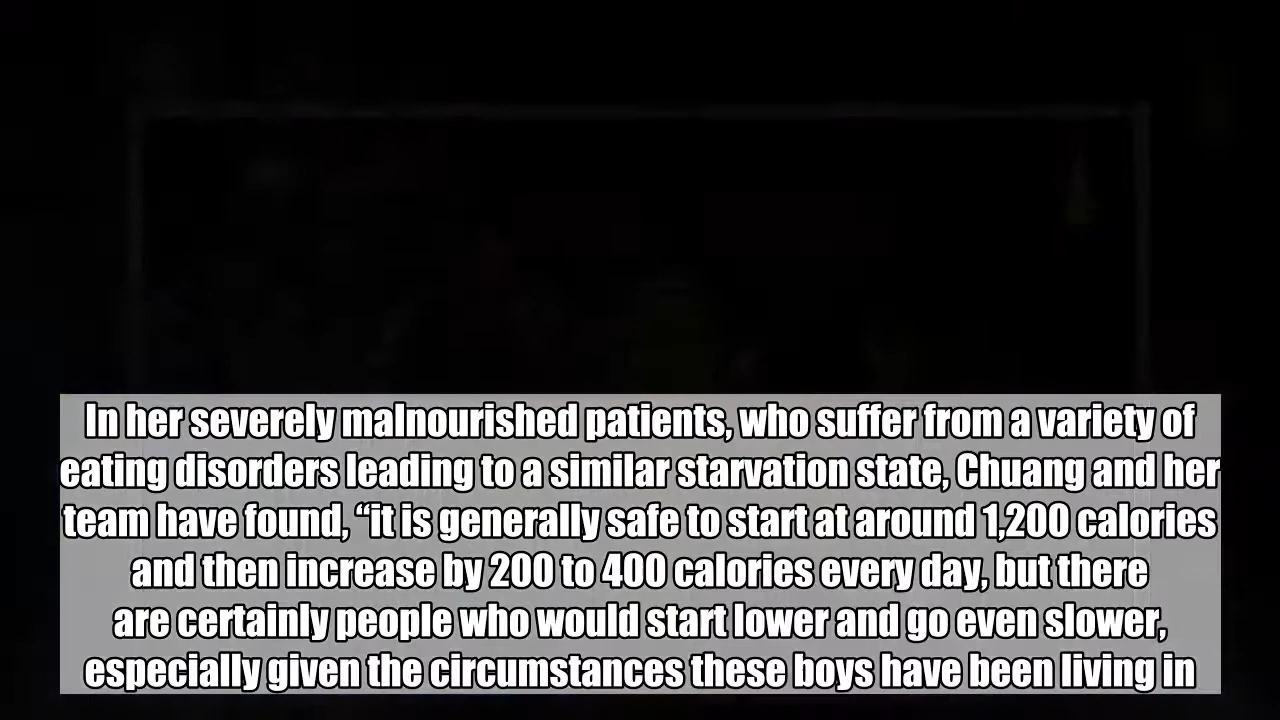 In her severely malnourished patients, who suffer from a variety of
eating disorders leading to a similar starvation state, Chuang and her
team have found, “it is generally safe to start at around 1,200 calories
and then increase by 200 to 400 calories every day, but there
are certainly people who would start lower and go even slower,
especially given the circumstances these boys have been living in